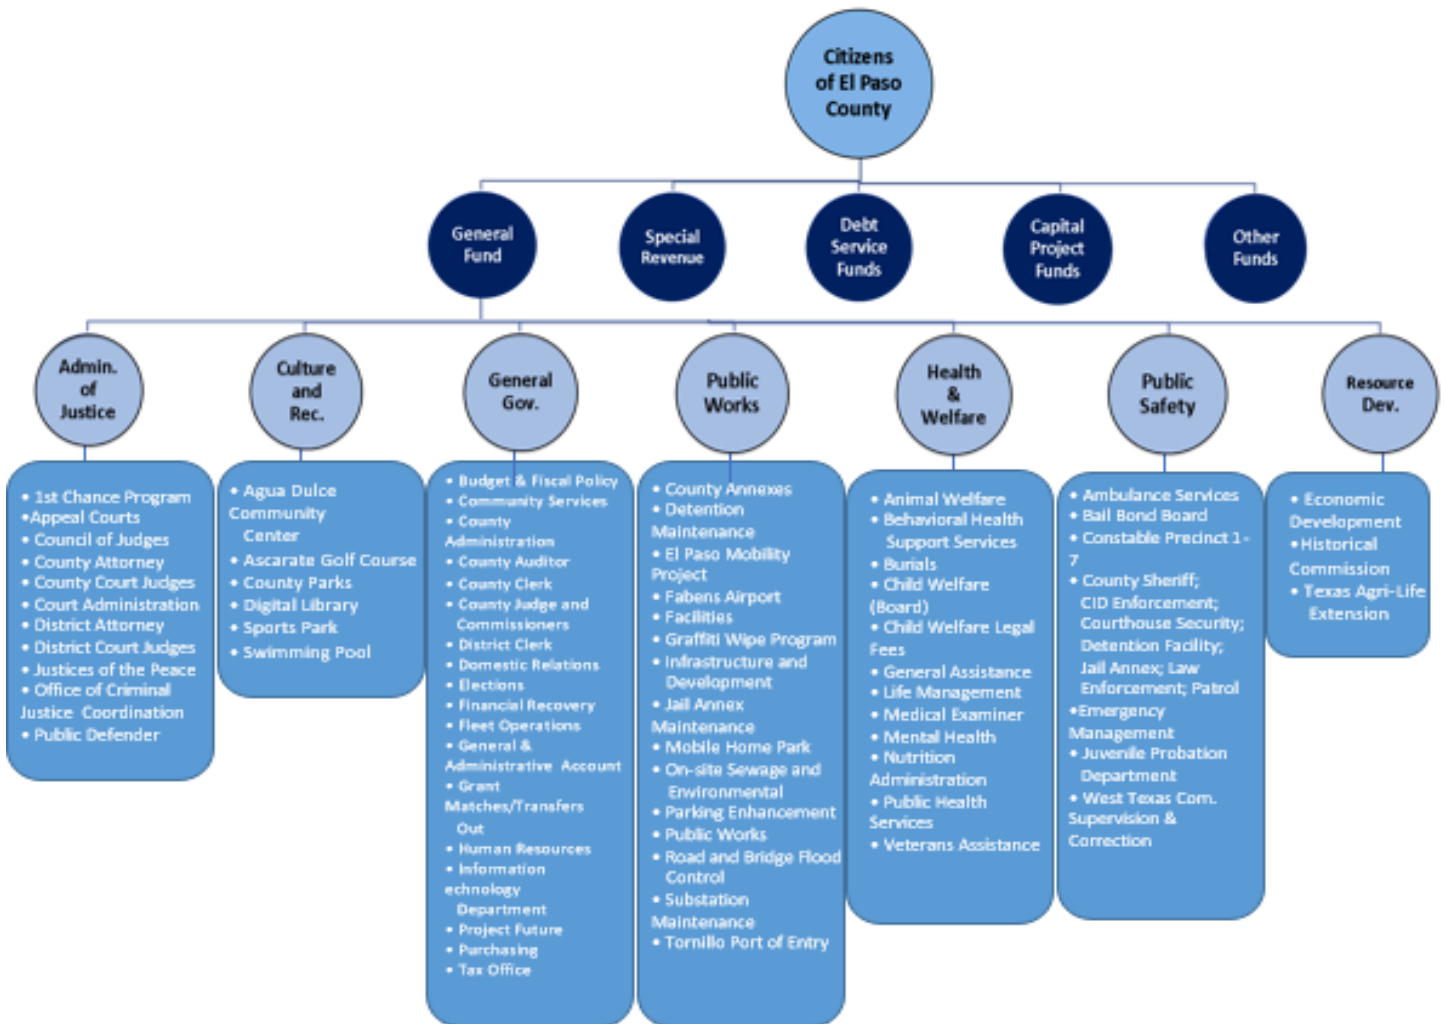 Citizens
of El Paso
County
General
Fund
Special
Revenue
Debt
Service
Funds
Capital
Project
Funds
Other
Funds
Admin.
of
Justice
Culture
and
Rec.
General
Gov.
Public
Works
Health
&
Welfare
Public
Safety
Resource
Dev.
• 1st Chance Program
•Appeal Courts
• Council of Judges
• County Attorney
• County Court Judges
• Court Administration
• District Attorney
• District Court Judges
• Justices of the Peace
• Office of Criminal
Justice Coordination
• Public Defender
• Agua Dulce
Community
Center
• Ascarate Golf Course
• County Parks
• Digital Library
• Sports Park
• Swimming Pool
• Budget & Fiscal Policy
• Community Services
• County
Administration
• County Auditor
• County Clerk
• County Judge and
Commissioners
• District Clerk
• Domestic Relations
• Elections
• Financial Recovery
• Fleet Operations
• General &
Administrative Account
• Grant
Matches/Transfers
Out
• Human Resources
• Information
echnology
Department
• Project Future
• Purchasing
• Tax Office
• County Annexes
• Detention
Maintenance
• El Paso Mobility
Project
• Fabens Airport
• Facilities
• Graffiti Wipe Program
• Infrastructure and
Development
• Jail Annex
Maintenance
• Mobile Home Park
• On-site Sewage and
Environmental
• Parking Enhancement
• Public Works
• Road and Bridge Flood
Control
• Substation
Maintenance
• Tornillo Port of Entry
• Animal Welfare
• Behavioral Health
Support Services
• Burials
• Child Welfare
(Board)
• Child Welfare Legal
Fees
• General Assistance
• Life Management
• Medical Examiner
• Mental Health
• Nutrition
Administration
• Public Health
Services
• Veterans Assistance
• Ambulance Services
• Bail Bond Board
• Constable Precinct 1-
7
• County Sheriff;
CID Enforcement;
Courthouse Security;
Detention Facility;
Jail Annex; Law
Enforcement; Patrol
•Emergency
Management
• Juvenile Probation
Department
• West Texas Com.
Supervision &
Correction
• Economic
Development
•Historical
Commission
• Texas Agri-Life
Extension